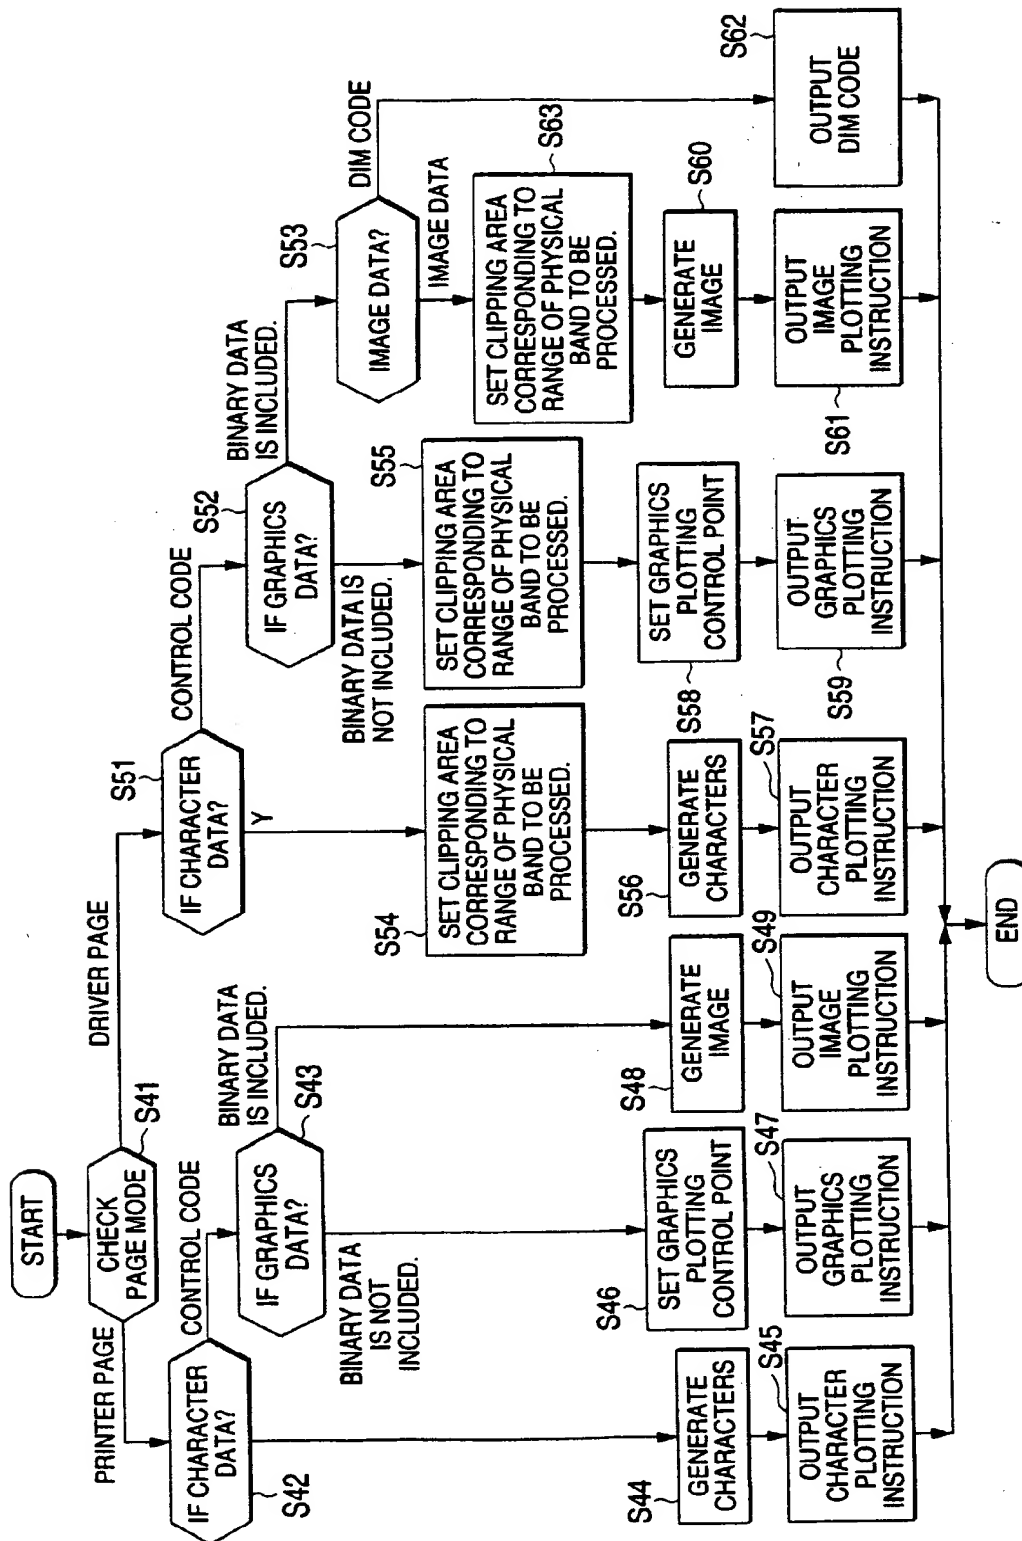 START
CHECK
PAGE MODE
S41
PRINTER PAGE
DRIVER PAGE
IF CHARACTER
DATA?
S42
CONTROL CODE
IF GRAPHICS
DATA?
S43
BINARY DATA
IS INCLUDED.
BINARY DATA
IS NOT
INCLUDED.
IF CHARACTER
DATA?
S51
Y
CONTROL CODE
IF GRAPHICS
DATA?
S52
BINARY DATA
IS INCLUDED.
BINARY DATA IS
NOT INCLUDED.
IMAGE DATA?
S53
DIM CODE
IMAGE DATA
SET CLIPPING AREA
CORRESPONDING TO
RANGE OF PHYSICAL
BAND TO BE
PROCESSED.
S54
SET CLIPPING AREA
CORRESPONDING TO
RANGE OF PHYSICAL
BAND TO BE
PROCESSED.
S55
SET CLIPPING AREA
CORRESPONDING TO
RANGE OF PHYSICAL
BAND TO BE
PROCESSED.
S63
GENERATE
CHARACTERS
S44
SET GRAPHICS
PLOTTING
CONTROL POINT
S46
GENERATE
IMAGE
S48
GENERATE
CHARACTERS
S56
SET GRAPHICS
PLOTTING
CONTROL POINT
S58
GENERATE
IMAGE
S60
OUTPUT
CHARACTER
PLOTTING
INSTRUCTION
S45
OUTPUT
GRAPHICS
PLOTTING
INSTRUCTION
S47
OUTPUT
IMAGE
PLOTTING
INSTRUCTION
S49
OUTPUT
CHARACTER
PLOTTING
INSTRUCTION
S57
OUTPUT
GRAPHICS
PLOTTING
INSTRUCTION
S59
OUTPUT
IMAGE
PLOTTING
INSTRUCTION
S61
OUTPUT
DIM CODE
S62
END